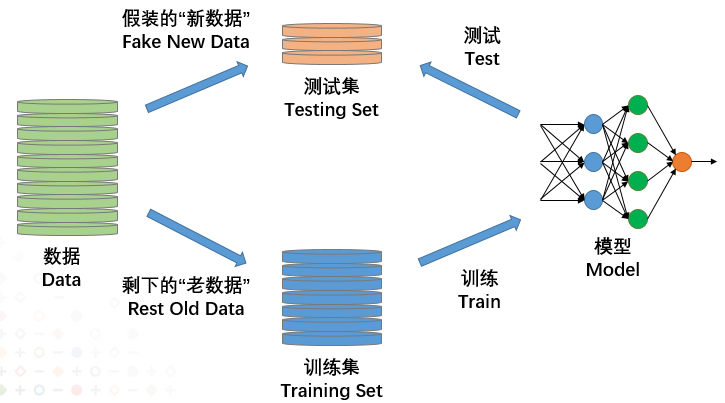 假装的“新数据”
Fake New Data
测试集
Testing Set
测试
Test
数据
Data
剩下的“老数据”
Rest Old Data
训练集
Training Set
训练
Train
模型
Model